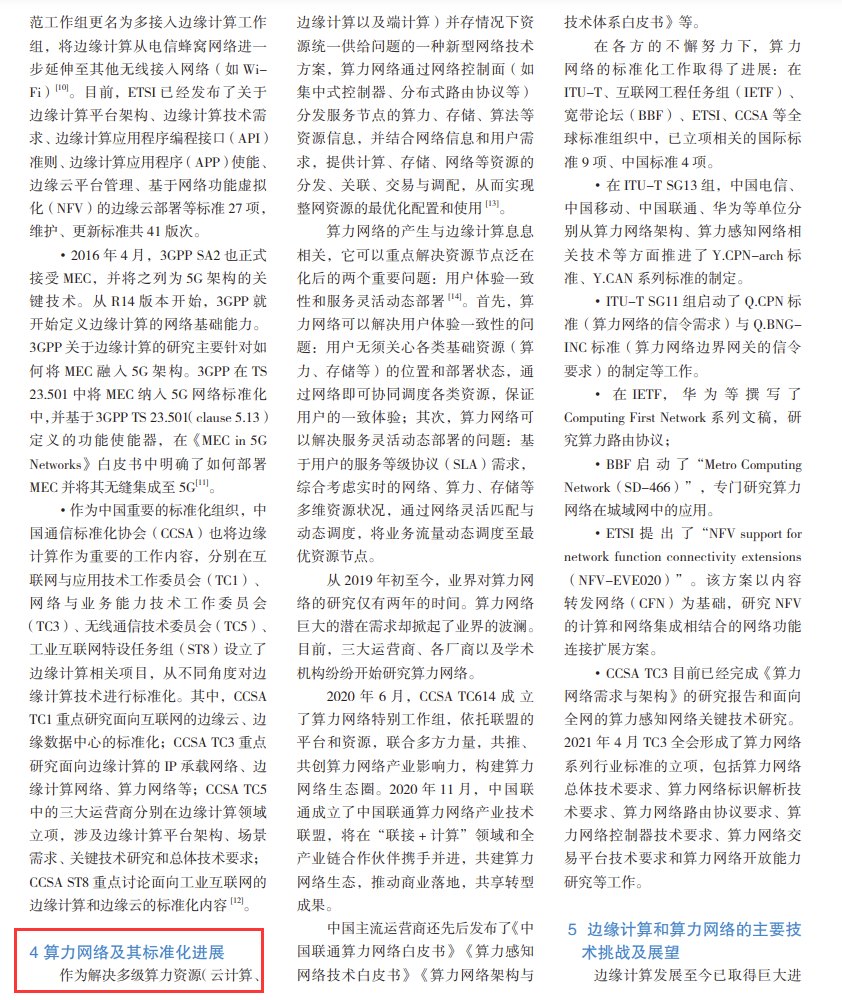 范工作组更名为多接入边缘计算工作
组，将边缘计算从电信蜂窝网络进一
步延伸至其他无线接入网络（如 Wi-
Fi）[10]。目前，ETSI 已经发布了关于
边缘计算平台架构、边缘计算技术需
求、边缘计算应用程序编程接口（API）
准则、边缘计算应用程序（APP）使能、
边缘云平台管理、基于网络功能虚拟
化（NFV）的边缘云部署等标准 27 项，
维护、更新标准共 41 版次。
• 2016 年 4 月，3GPP SA2 也正式
接受 MEC，并将之列为 5G 架构的关
键技术。从 R14 版本开始，3GPP 就
开始定义边缘计算的网络基础能力。
3GPP 关于边缘计算的研究主要针对如
何将 MEC 融入 5G 架构。3GPP 在 TS
23.501 中将 MEC 纳入 5G 网络标准化
中，并基于 3GPP TS 23.501（clause 5.13）
定义的功能使能器，在《MEC in 5G
Networks》白皮书中明确了如何部署
MEC 并将其无缝集成至 5G[11]。
• 作为中国重要的标准化组织，中
国通信标准化协会（CCSA）也将边缘
计算作为重要的工作内容，分别在互
联网与应用技术工作委员会（TC1）、
网络与业务能力技术工作委员会
（TC3）、无线通信技术委员会（TC5）、
工业互联网特设任务组（ST8）设立了
边缘计算相关项目，从不同角度对边
缘计算技术进行标准化。其中，CCSA
TC1 重点研究面向互联网的边缘云、边
缘数据中心的标准化；CCSA TC3 重点
研究面向边缘计算的 IP 承载网络、边
缘计算网络、算力网络等；CCSA TC5
中的三大运营商分别在边缘计算领域
立项，涉及边缘计算平台架构、场景
需求、关键技术研究和总体技术要求；
CCSA ST8 重点讨论面向工业互联网的
边缘计算和边缘云的标准化内容 [12]。
4 算力网络及其标准化进展
作为解决多级算力资源（云计算、
边缘计算以及端计算）并存情况下资
源统一供给问题的一种新型网络技术
方案，算力网络通过网络控制面（如
集中式控制器、分布式路由协议等）
分发服务节点的算力、存储、算法等
资源信息，并结合网络信息和用户需
求，提供计算、存储、网络等资源的
分发、关联、交易与调配，从而实现
整网资源的最优化配置和使用 [13]。
算力网络的产生与边缘计算息息
相关，它可以重点解决资源节点泛在
化后的两个重要问题：用户体验一致
性和服务灵活动态部署 [14]。首先，算
力网络可以解决用户体验一致性的问
题：用户无须关心各类基础资源（算
力、存储等）的位置和部署状态，通
过网络即可协同调度各类资源，保证
用户的一致体验；其次，算力网络可
以解决服务灵活动态部署的问题：基
于用户的服务等级协议（SLA）需求，
综合考虑实时的网络、算力、存储等
多维资源状况，通过网络灵活匹配与
动态调度，将业务流量动态调度至最
优资源节点。
从 2019 年初至今，业界对算力网
络的研究仅有两年的时间。算力网络
巨大的潜在需求却掀起了业界的波澜。
目前，三大运营商、各厂商以及学术
机构纷纷开始研究算力网络。
2020 年 6 月，CCSA TC614 成 立
了算力网络特别工作组，依托联盟的
平台和资源，联合多方力量，共推、
共创算力网络产业影响力，构建算力
网络生态圈。2020 年 11 月，中国联
通成立了中国联通算力网络产业技术
联盟，将在“联接 + 计算”领域和全
产业链合作伙伴携手并进，共建算力
网络生态，推动商业落地，共享转型
成果。
中国主流运营商还先后发布了《中
国联通算力网络白皮书》《算力感知
网络技术白皮书》《算力网络架构与
技术体系白皮书》等。
在各方的不懈努力下，算力
网络的标准化工作取得了进展：在
ITU-T、互联网工程任务组（IETF）、
宽带论坛（BBF）、ETSI、CCSA 等全
球标准组织中，已立项相关的国际标
准 9 项、中国标准 4 项。
• 在 ITU-T SG13 组，中国电信、
中国移动、中国联通、华为等单位分
别从算力网络架构、算力感知网络相
关技术等方面推进了 Y.CPN-arch 标
准、Y.CAN 系列标准的制定。
• ITU-T SG11 组启动了 Q.CPN 标
准（算力网络的信令需求）与 Q.BNG-
INC 标准（算力网络边界网关的信令
要求）的制定等工作。
• 在 IETF，华 为 等 撰 写 了
Computing First Network 系列文稿，研
究算力路由协议；
• BBF 启 动 了“Metro Computing
Network（SD-466）”，专门研究算力
网络在城域网中的应用。
• ETSI 提 出 了“NFV support for
network function connectivity extensions
（NFV-EVE020）”。该方案以内容
转发网络（CFN）为基础，研究 NFV
的计算和网络集成相结合的网络功能
连接扩展方案。
• CCSA TC3 目前已经完成《算力
网络需求与架构》的研究报告和面向
全网的算力感知网络关键技术研究。
2021 年 4 月 TC3 全会形成了算力网络
系列行业标准的立项，包括算力网络
总体技术要求、算力网络标识解析技
术要求、算力网络路由协议要求、算
力网络控制器技术要求、算力网络交
易平台技术要求和算力网络开放能力
研究等工作。
5 边缘计算和算力网络的主要技
术挑战及展望
边缘计算发展至今已取得巨大进